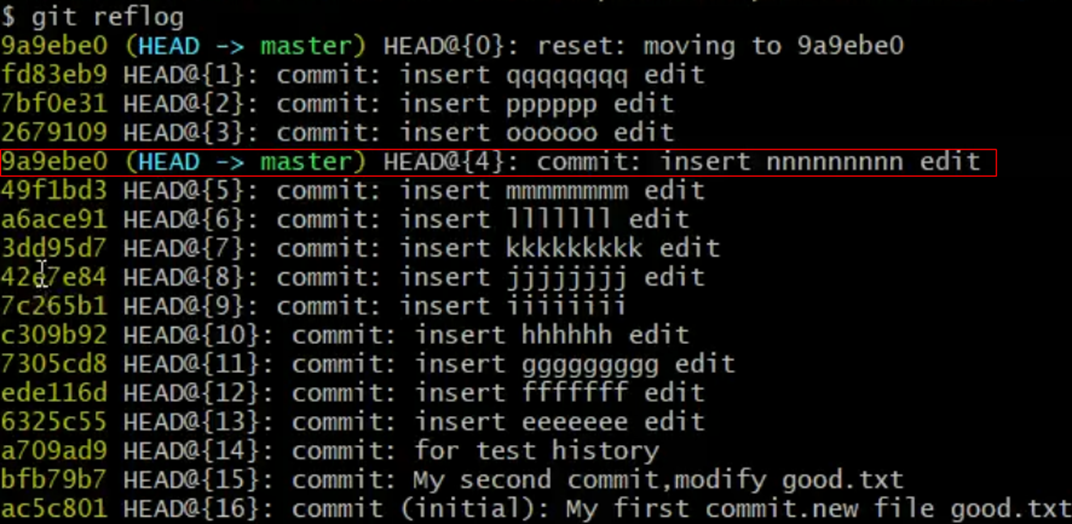 $ git reflog
9a9ebe0 (HEAD -> master) HEAD@{0}: reset: moving to 9a9ebe0
fd83eb9 HEAD@{1}: commit: insert qqqqqqqq edit
7bf0e31 HEAD@{2}: commit: insert pppppp edit
2679109 HEAD@{3}: commit: insert oooooo edit
9a9ebe0 (HEAD -> master) HEAD@{4}: commit: insert nnnnnnnnn edit
49f1bd3 HEAD@{5}: commit: insert mmmmmmmm edit
a6ace91 HEAD@{6}: commit: insert lllllll edit
3dd95d7 HEAD@{7}: commit: insert kkkkkkkkk edit
42e7e84 HEAD@{8}: commit: insert jjjjjjjj edit
7c265b1 HEAD@{9}: commit: insert iiiiiiii
c309b92 HEAD@{10}: commit: insert hhhhhh edit
7305cd8 HEAD@{11}: commit: insert ggggggggg edit
ede116d HEAD@{12}: commit: insert fffffff edit
6325c55 HEAD@{13}: commit: insert eeeeeee edit
a709ad9 HEAD@{14}: commit: for test history
bfb79b7 HEAD@{15}: commit: My second commit,modify good.txt
ac5c801 HEAD@{16}: commit (initial): My first commit.new file good.txt